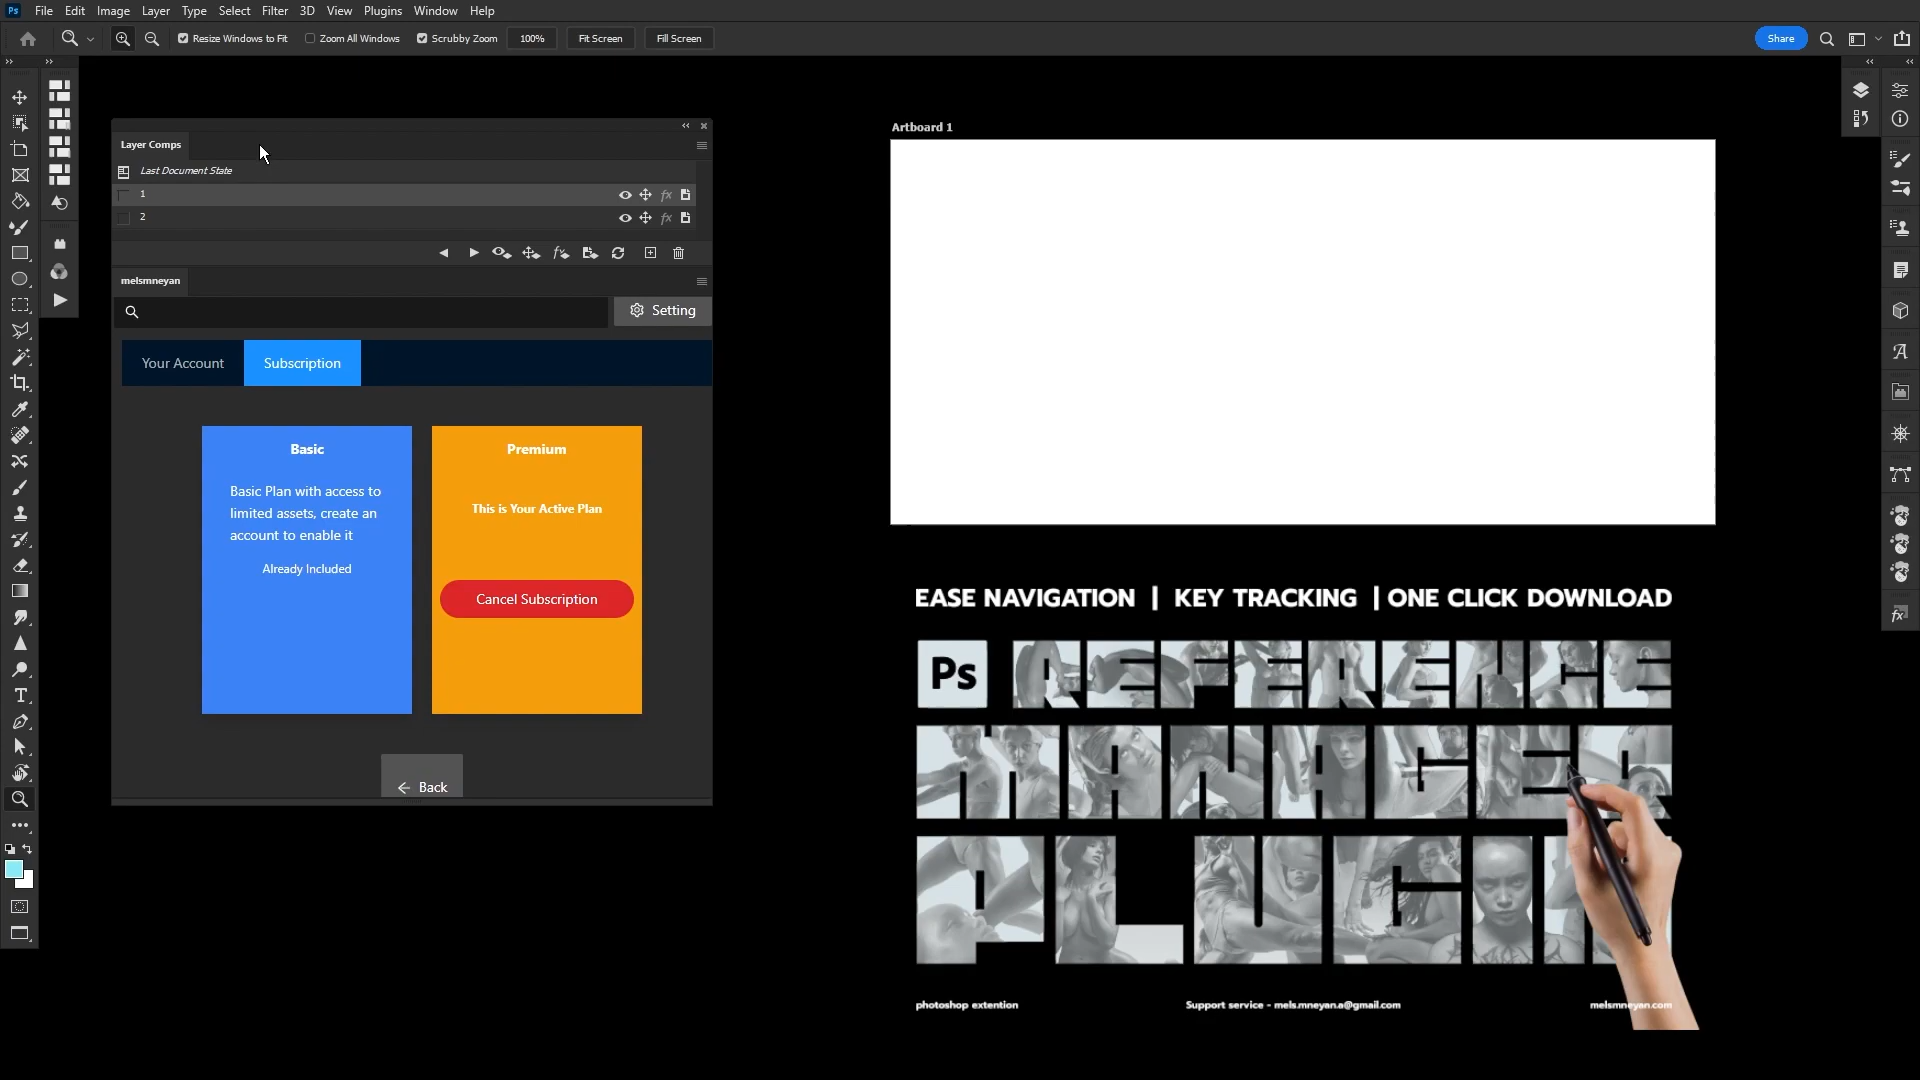 Ps File Edit Image Layer Type Select Filter 3D View Plugins Window Help
Resize Windows to Fit Zoom All Windows Scrubby Zoom 100% Fit Screen Fill Screen Share
Layer Comps
Last Document State
1 fx
2 fx
fx
melsmneyan
Setting
Your Account Subscription
Basic
Basic Plan with access to
limited assets, create an
account to enable it
Already Included
Premium
This is Your Active Plan
Cancel Subscription
Back
Artboard 1
EASE NAVIGATION | KEY TRACKING | ONE CLICK DOWNLOAD
Ps REFERENCE
MANAGER
PLUGIN
photoshop extention Support service - mels.mneyan.a@gmail.com melsmneyan.com